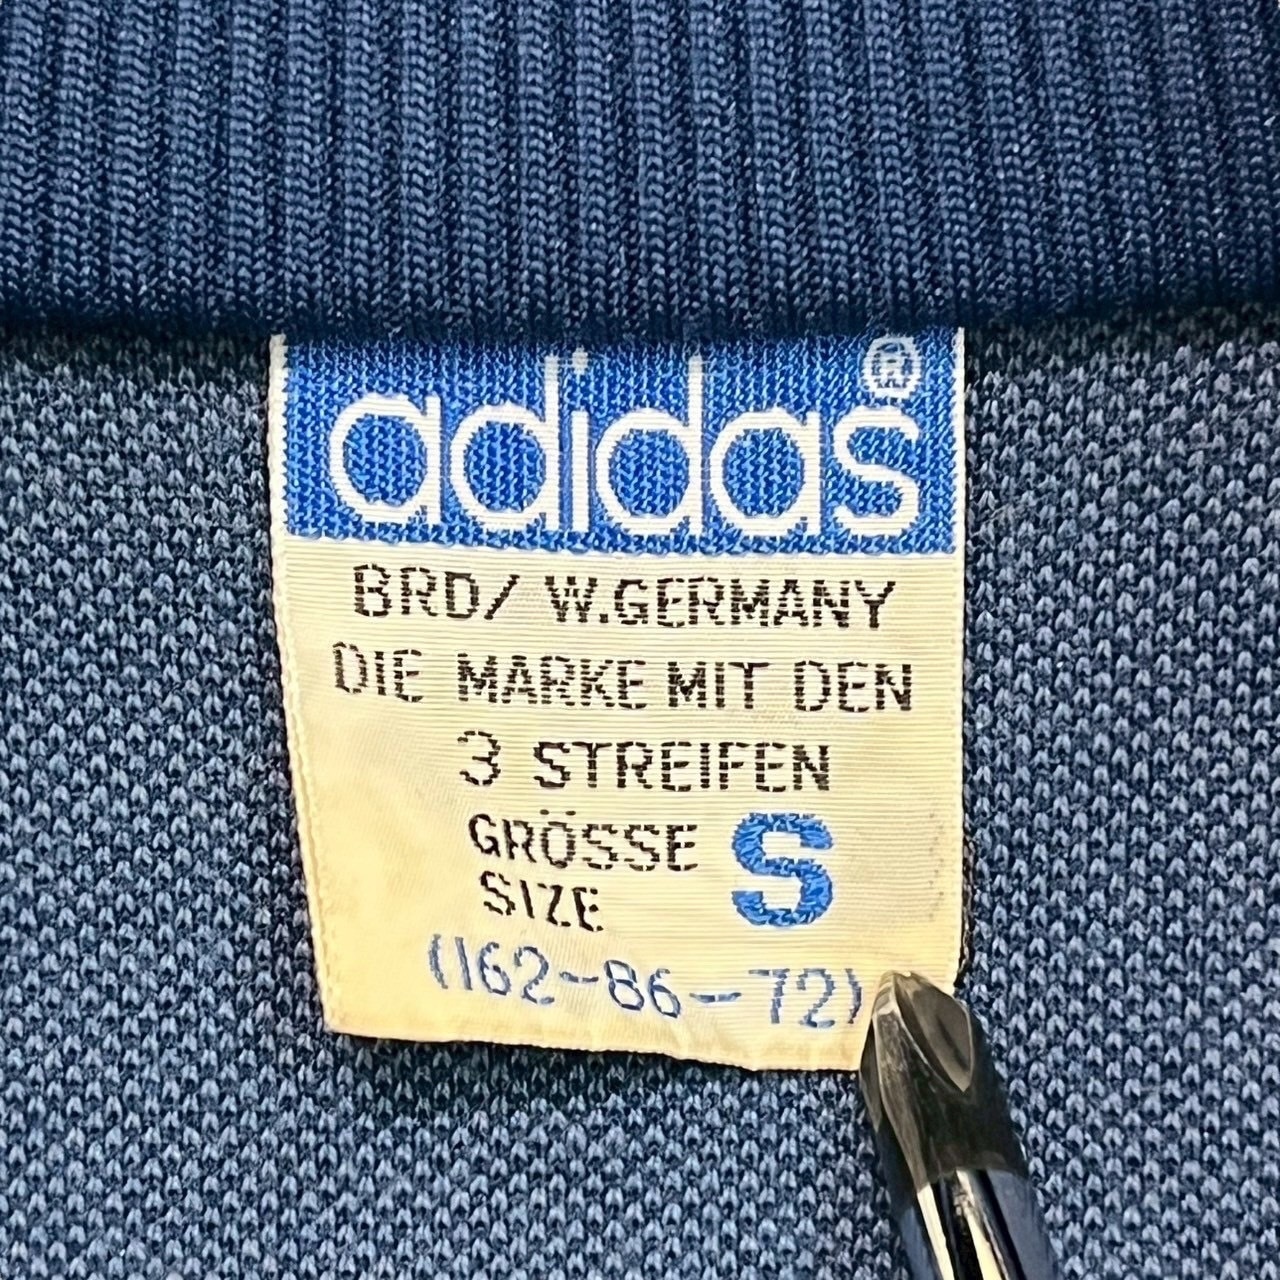 adidas®
BRD/ W.GERMANY
DIE MARKE MIT DEN
3 STREIFEN
GRÖSSE S
SIZE
(162-86-72)